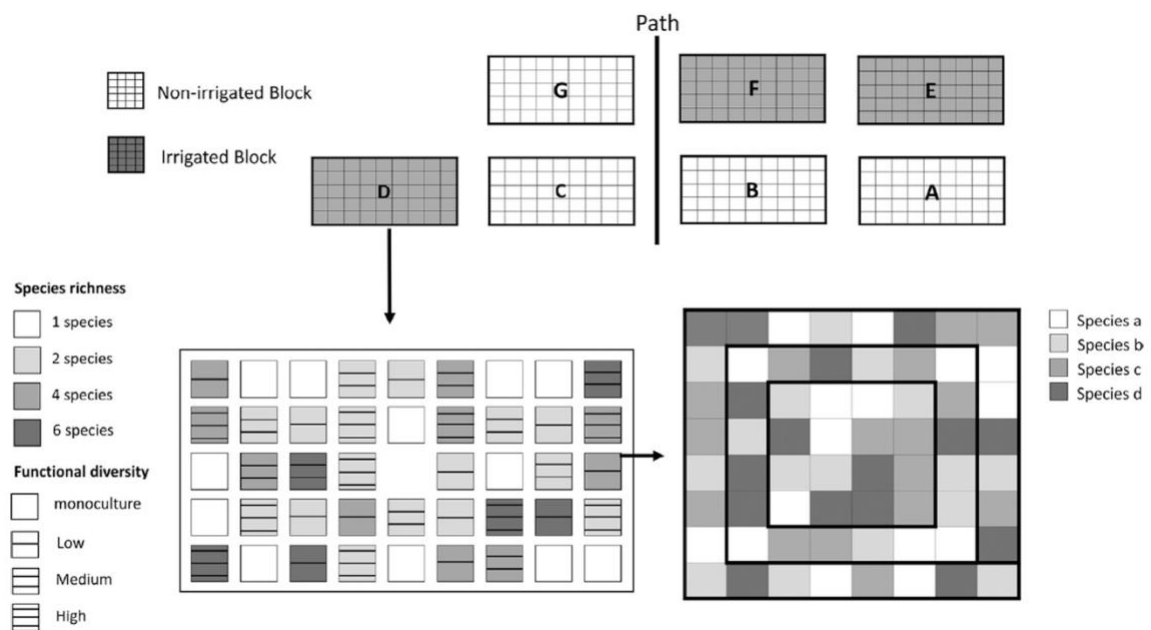 Path
Non-irrigated Block
Irrigated Block
G
F
E
D
C
B
A
Species richness
1 species
2 species
4 species
6 species
Functional diversity
monoculture
Low
Medium
High
Species a
Species b
Species c
Species d